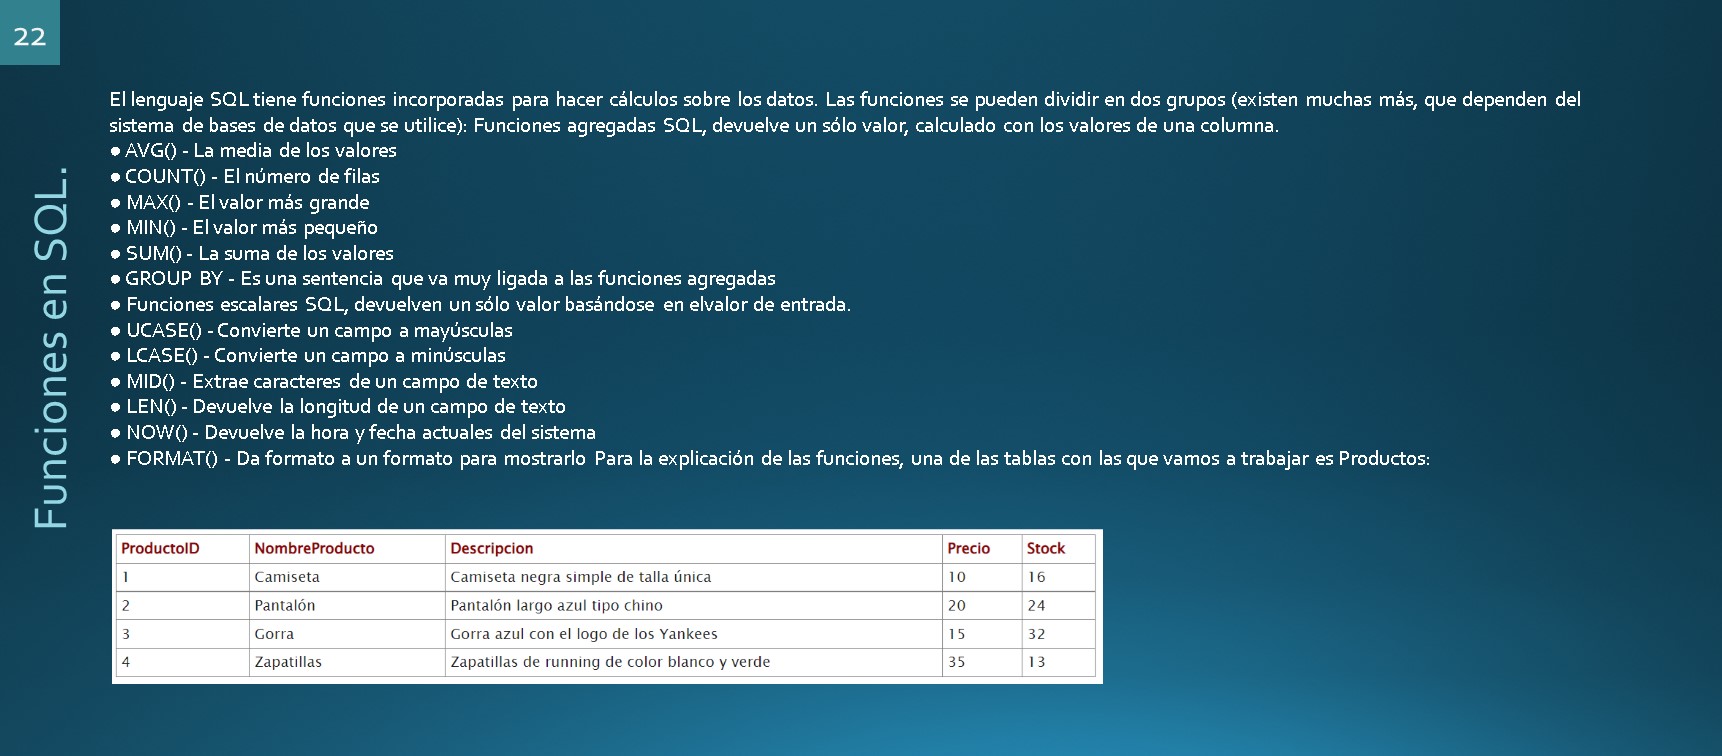 22
Funciones en SQL.
El lenguaje SQL tiene funciones incorporadas para hacer cálculos sobre los datos. Las funciones se pueden dividir en dos grupos (existen muchas más, que dependen del
sistema de bases de datos que se utilice): Funciones agregadas SQL, devuelve un sólo valor, calculado con los valores de una columna.
● AVG() - La media de los valores
● COUNT() - El número de filas
● MAX() - El valor más grande
● MIN() - El valor más pequeño
● SUM() - La suma de los valores
● GROUP BY - Es una sentencia que va muy ligada a las funciones agregadas
● Funciones escalares SQL, devuelven un sólo valor basándose en elvalor de entrada.
● UCASE() - Convierte un campo a mayúsculas
● LCASE() - Convierte un campo a minúsculas
● MID() - Extrae caracteres de un campo de texto
● LEN() - Devuelve la longitud de un campo de texto
● NOW() - Devuelve la hora y fecha actuales del sistema
● FORMAT() - Da formato a un formato para mostrarlo Para la explicación de las funciones, una de las tablas con las que vamos a trabajar es Productos:
ProductoID NombreProducto Descripcion Precio Stock
1 Camiseta Camiseta negra simple de talla única 10 16
2 Pantalón Pantalón largo azul tipo chino 20 24
3 Gorra Gorra azul con el logo de los Yankees 15 32
4 Zapatillas Zapatillas de running de color blanco y verde 35 13